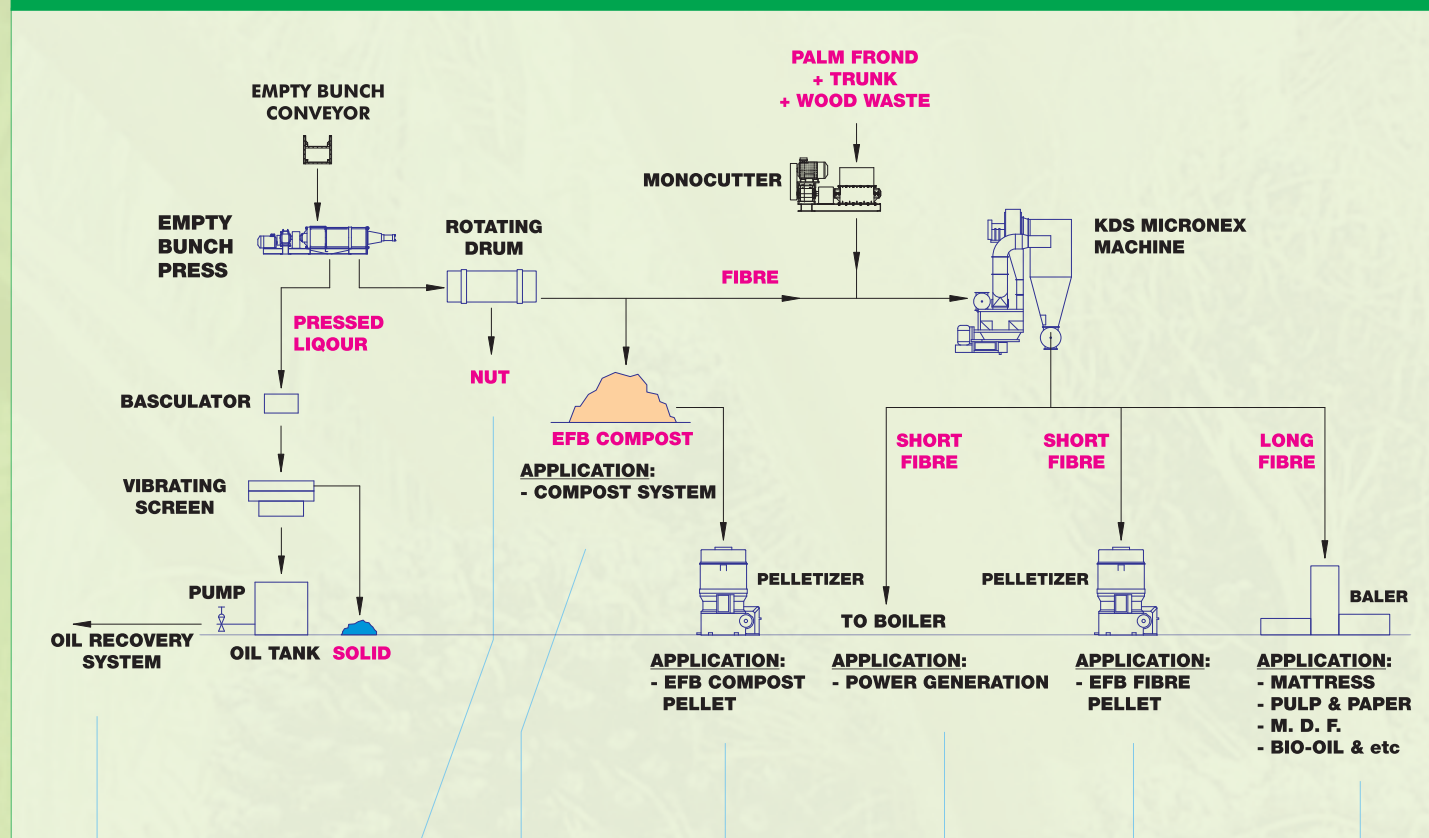 PALM FROND
+ TRUNK
+ WOOD WASTE
EMPTY BUNCH
CONVEYOR
MONOCUTTER
EMPTY
BUNCH
PRESS
ROTATING
DRUM
KDS MICRONEX
MACHINE
FIBRE
PRESSED
LIQOUR
NUT
BASCULATOR
EFB COMPOST
APPLICATION:
- COMPOST SYSTEM
SHORT
FIBRE
SHORT
FIBRE
LONG
FIBRE
VIBRATING
SCREEN
PELLETIZER
PELLETIZER
PUMP
BALER
TO BOILER
OIL RECOVERY
SYSTEM
OIL TANK
SOLID
APPLICATION:
- EFB COMPOST
PELLET
APPLICATION:
- POWER GENERATION
APPLICATION:
- EFB FIBRE
PELLET
APPLICATION:
- MATTRESS
- PULP & PAPER
- M. D. F.
- BIO-OIL & etc